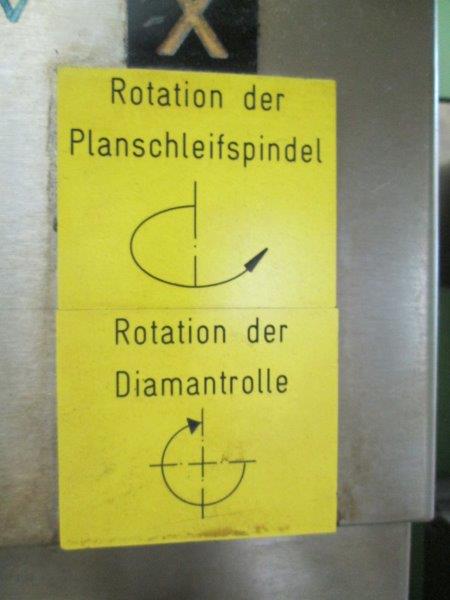 X
Rotation der
Planschleifspindel
Rotation der
Diamantrolle